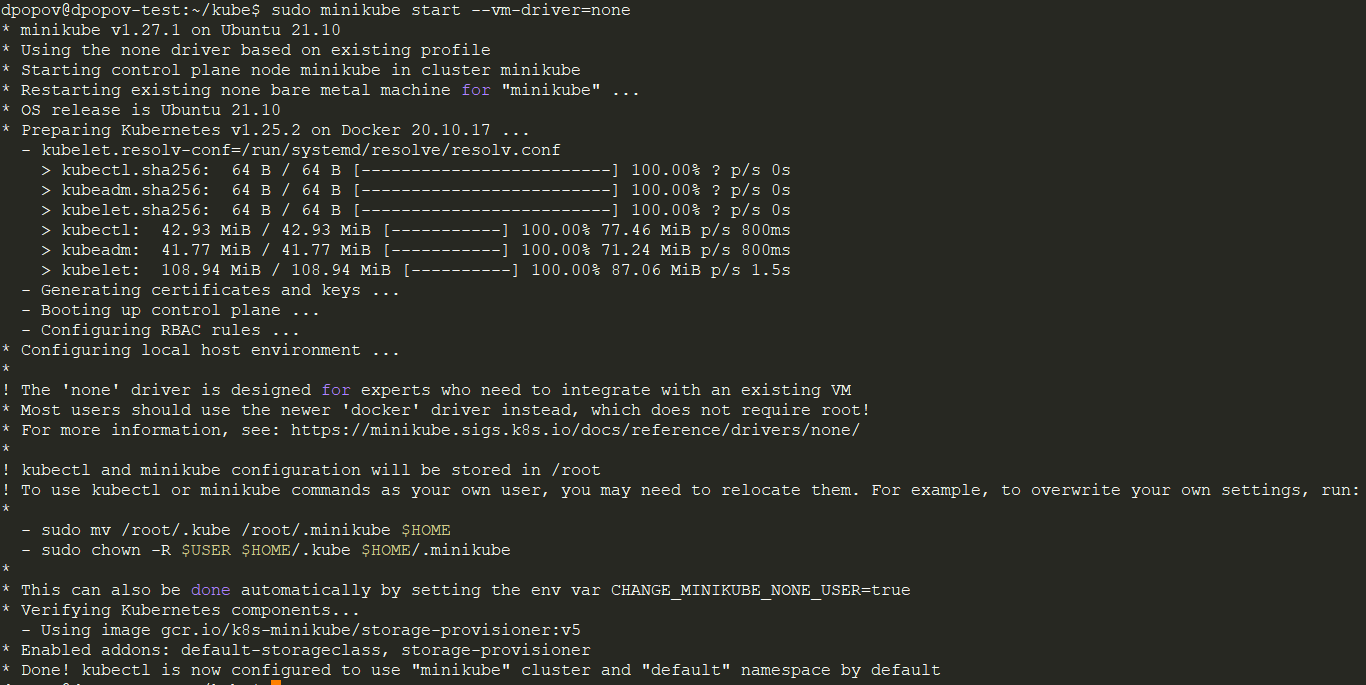 dpopov@dpopov-test:~/kube$ sudo minikube start --vm-driver=none
* minikube v1.27.1 on Ubuntu 21.10
* Using the none driver based on existing profile
* Starting control plane node minikube in cluster minikube
* Restarting existing none bare metal machine for "minikube" ...
* OS release is Ubuntu 21.10
* Preparing Kubernetes v1.25.2 on Docker 20.10.17 ...
  - kubelet.resolv-conf=/run/systemd/resolve/resolv.conf
    > kubectl.sha256:  64 B / 64 B [-------------------------] 100.00% ? p/s 0s
    > kubeadm.sha256:  64 B / 64 B [-------------------------] 100.00% ? p/s 0s
    > kubelet.sha256:  64 B / 64 B [-------------------------] 100.00% ? p/s 0s
    > kubectl:  42.93 MiB / 42.93 MiB [-----------] 100.00% 77.46 MiB p/s 800ms
    > kubeadm:  41.77 MiB / 41.77 MiB [-----------] 100.00% 71.24 MiB p/s 800ms
    > kubelet:  108.94 MiB / 108.94 MiB [----------] 100.00% 87.06 MiB p/s 1.5s
  - Generating certificates and keys ...
  - Booting up control plane ...
  - Configuring RBAC rules ...
* Configuring local host environment ...
*
! The 'none' driver is designed for experts who need to integrate with an existing VM
* Most users should use the newer 'docker' driver instead, which does not require root!
* For more information, see: https://minikube.sigs.k8s.io/docs/reference/drivers/none/
*
! kubectl and minikube configuration will be stored in /root
! To use kubectl or minikube commands as your own user, you may need to relocate them. For example, to overwrite your own settings, run:
*
  - sudo mv /root/.kube /root/.minikube $HOME
  - sudo chown -R $USER $HOME/.kube $HOME/.minikube
*
* This can also be done automatically by setting the env var CHANGE_MINIKUBE_NONE_USER=true
* Verifying Kubernetes components...
  - Using image gcr.io/k8s-minikube/storage-provisioner:v5
* Enabled addons: default-storageclass, storage-provisioner
* Done! kubectl is now configured to use "minikube" cluster and "default" namespace by default